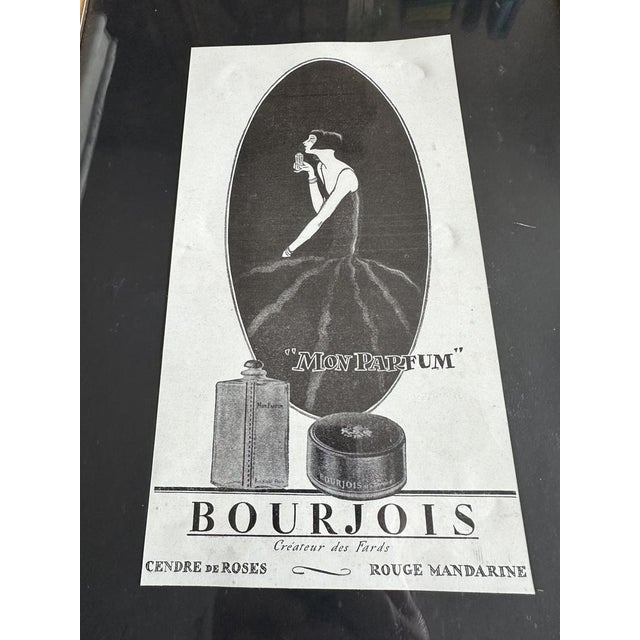 "MON PARFUM"
Mon Parfum
BOURJOIS
BOURJOIS
Créateur des Fards
CENDRE DE ROSES
ROUGE MANDARINE